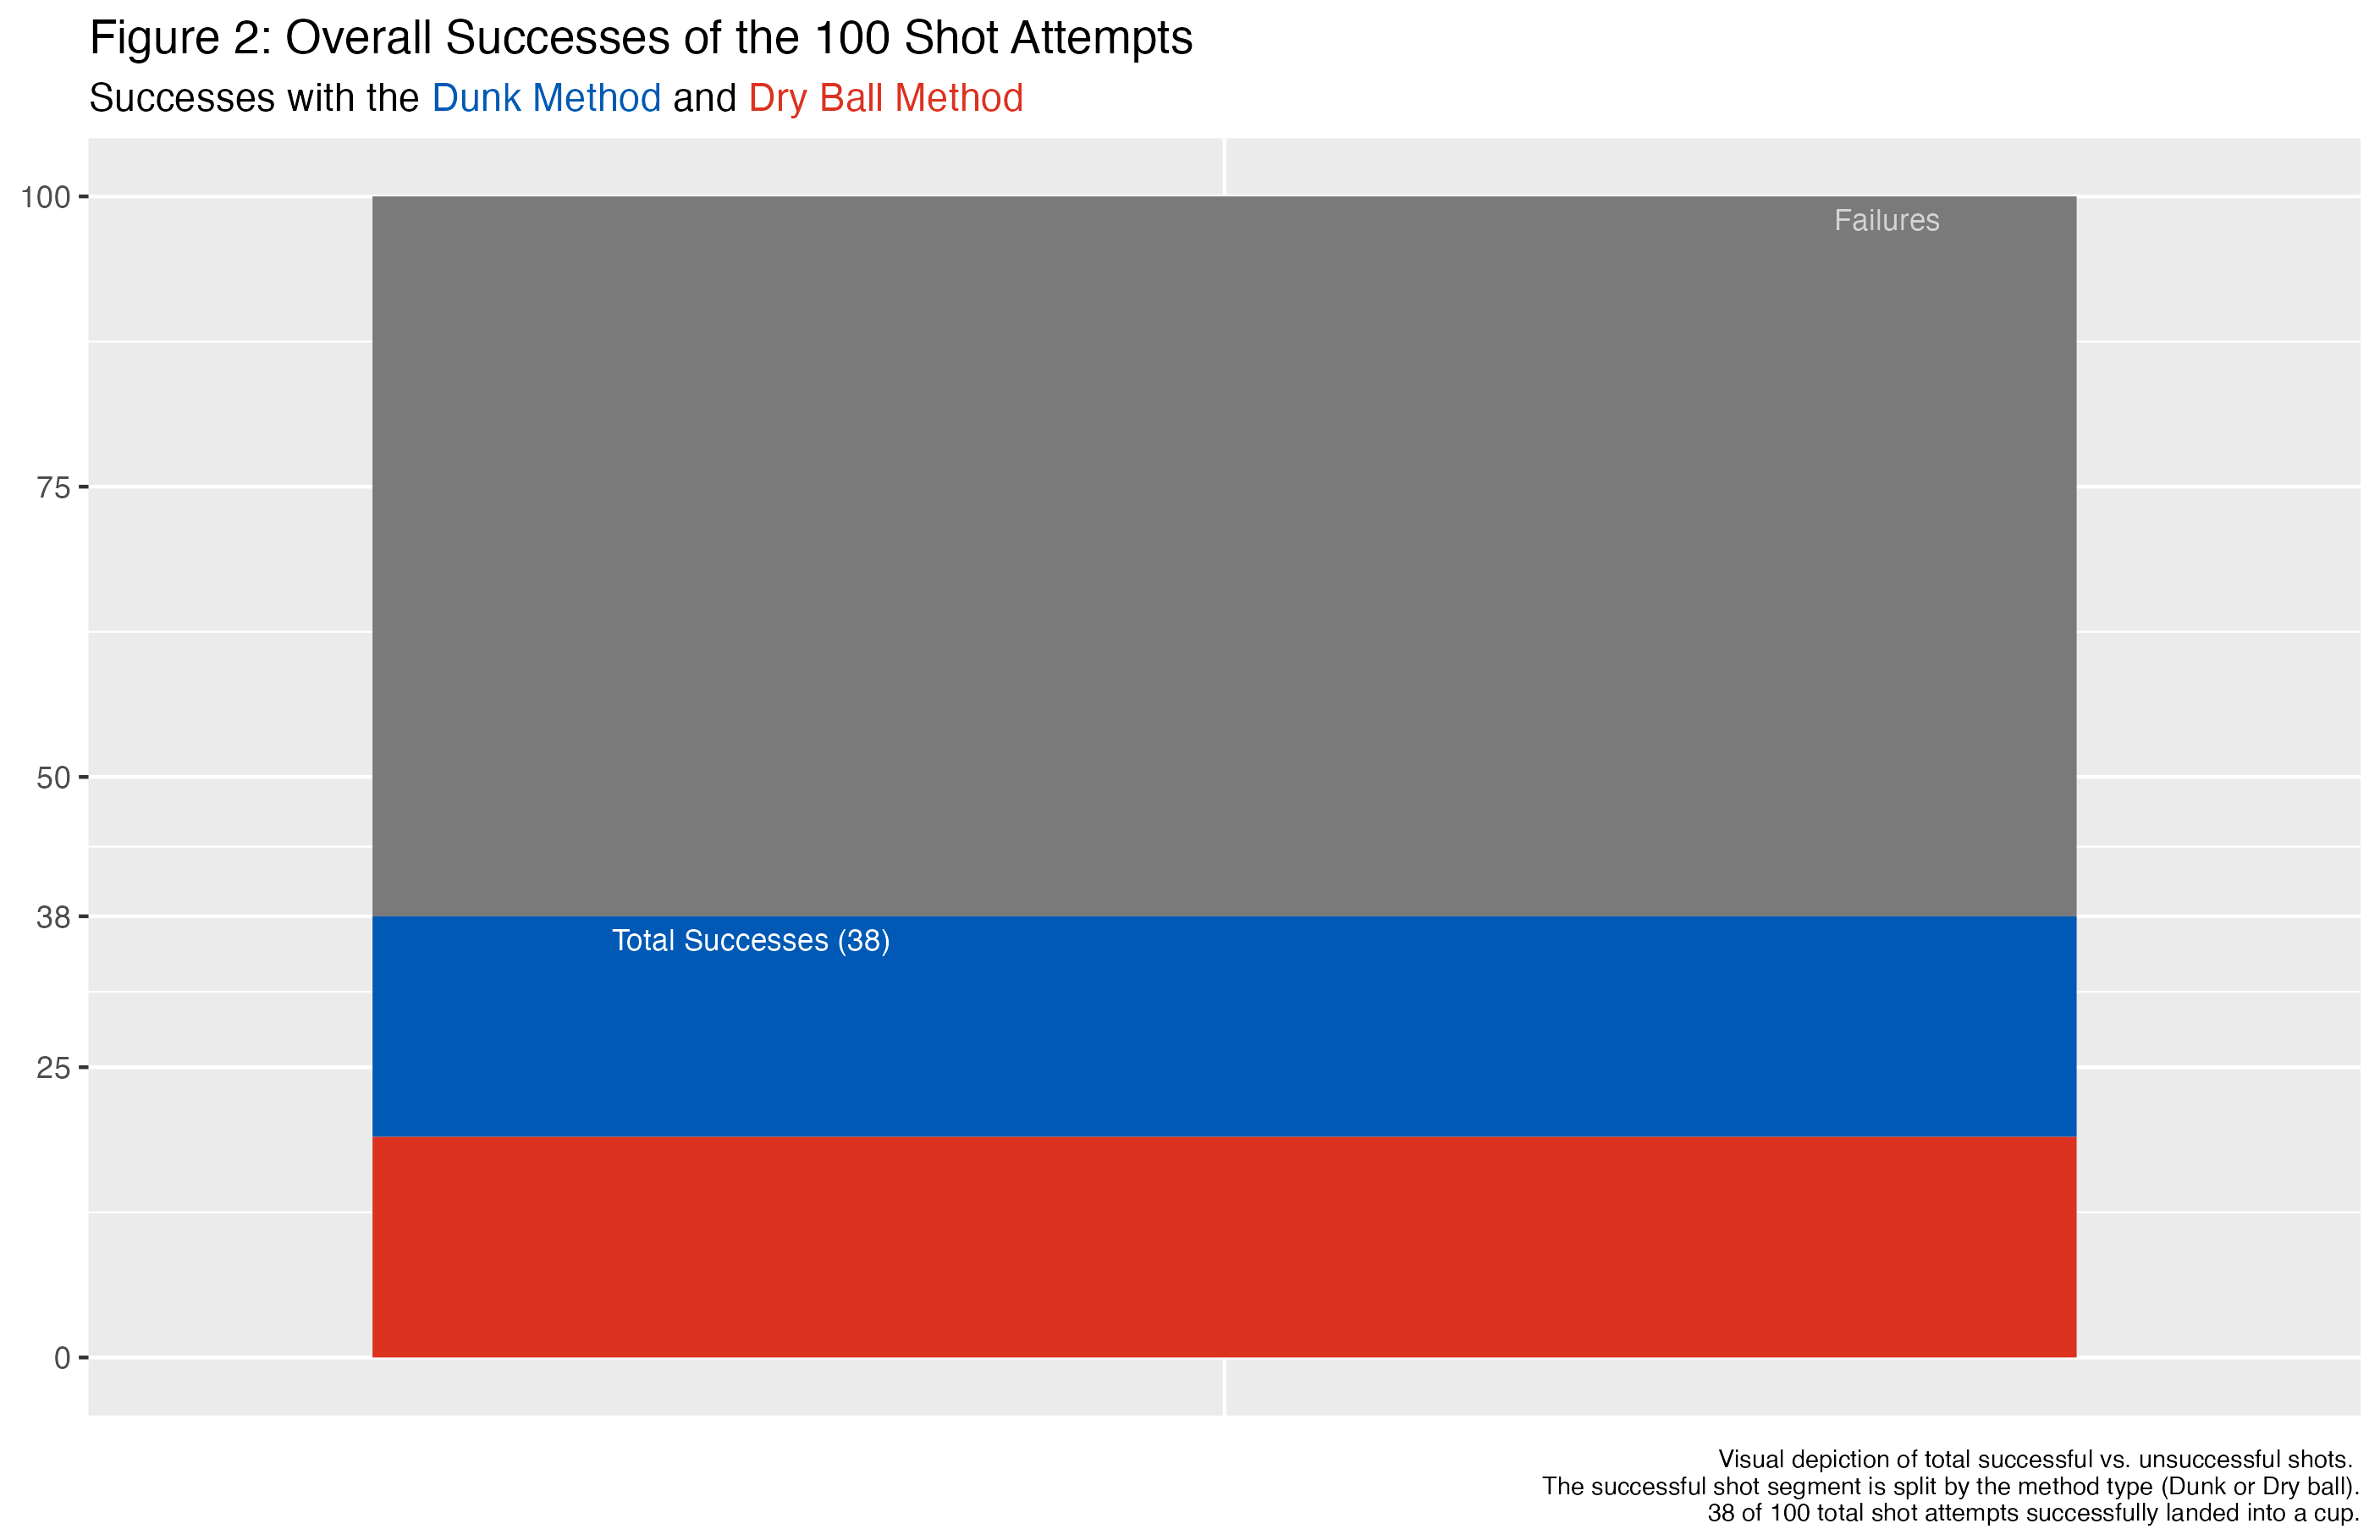 Figure 2: Overall Successes of the 100 Shot Attempts
Successes with the Dunk Method and Dry Ball Method
100
Failures
75
50
38
Total Successes (38)
25
0
Visual depiction of total successful vs. unsuccessful shots.
The successful shot segment is split by the method type (Dunk or Dry ball).
38 of 100 total shot attempts successfully landed into a cup.